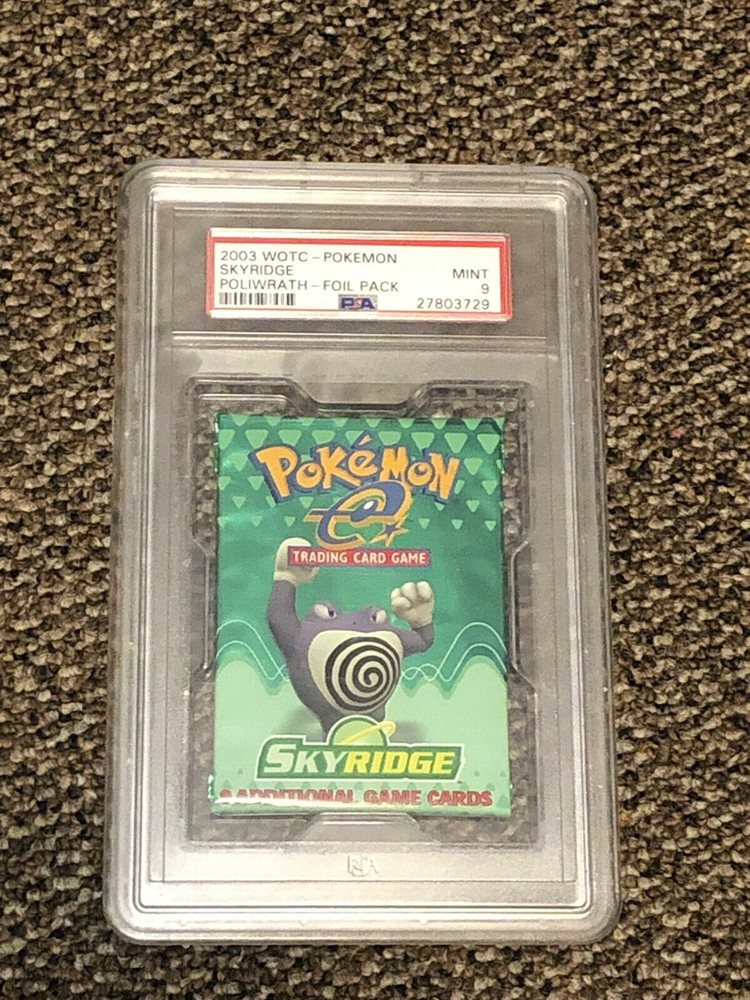 2003 WOTC - POKEMON
SKYRIDGE MINT
POLIWRATH - FOIL PACK 9
PSA 27803729
POKéMON
e
TRADING CARD GAME
SKYRIDGE
9 ADDITIONAL GAME CARDS
PSA